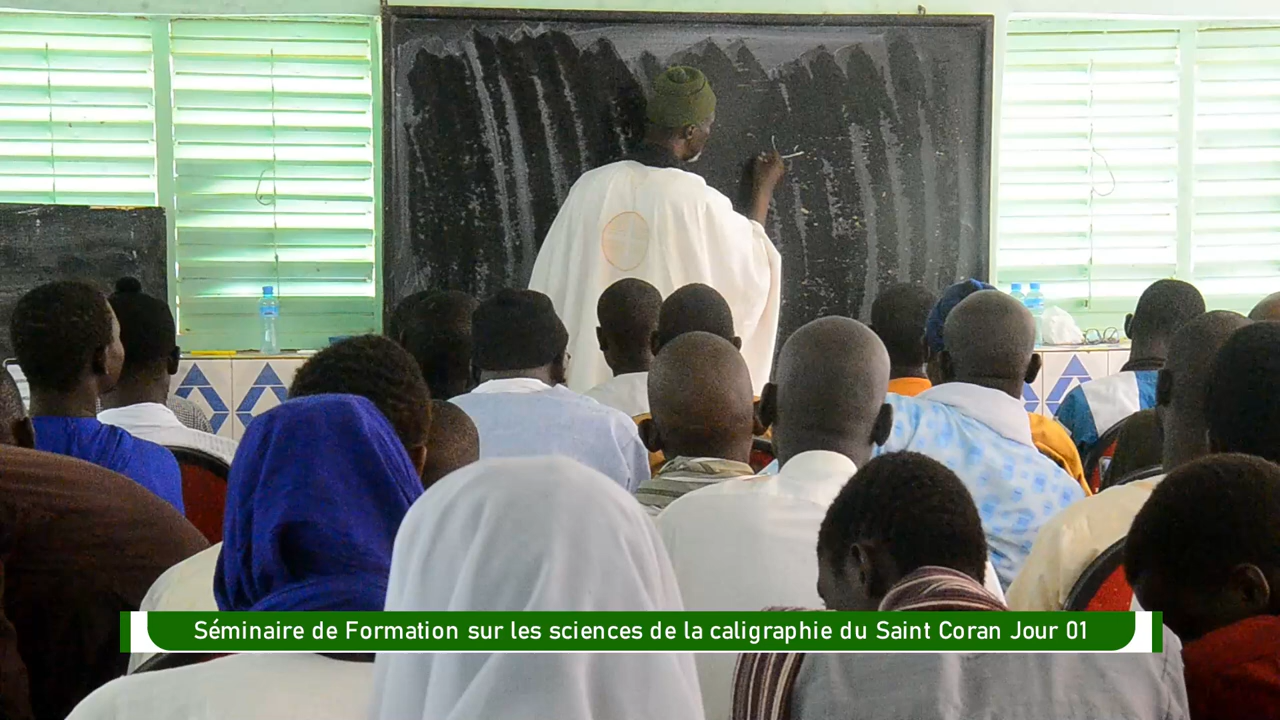 Séminaire de Formation sur les sciences de la caligraphie du Saint Coran Jour 01